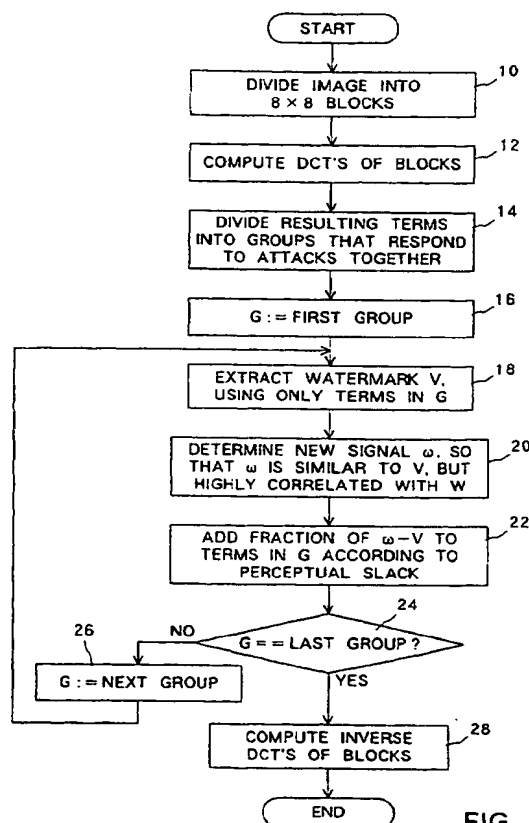 START
10
DIVIDE IMAGE INTO
8 × 8 BLOCKS
12
COMPUTE DCT'S OF BLOCKS
14
DIVIDE RESULTING TERMS
INTO GROUPS THAT RESPOND
TO ATTACKS TOGETHER
16
G := FIRST GROUP
18
EXTRACT WATERMARK V,
USING ONLY TERMS IN G
20
DETERMINE NEW SIGNAL ω, SO
THAT ω IS SIMILAR TO V, BUT
HIGHLY CORRELATED WITH W
22
ADD FRACTION OF ω-V TO
TERMS IN G ACCORDING TO
PERCEPTUAL SLACK
24
G == LAST GROUP ?
NO
26
G := NEXT GROUP
YES
28
COMPUTE INVERSE
DCT'S OF BLOCKS
END
FIG